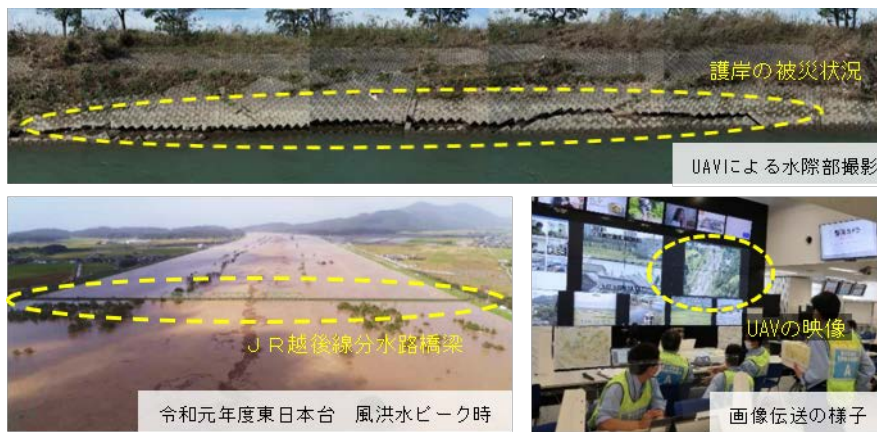 護岸の被災状況
UAVによる水際部撮影
JR越後線分水路橋梁
令和元年度東日本台　風洪水ピーク時
UAVの映像
画像伝送の様子